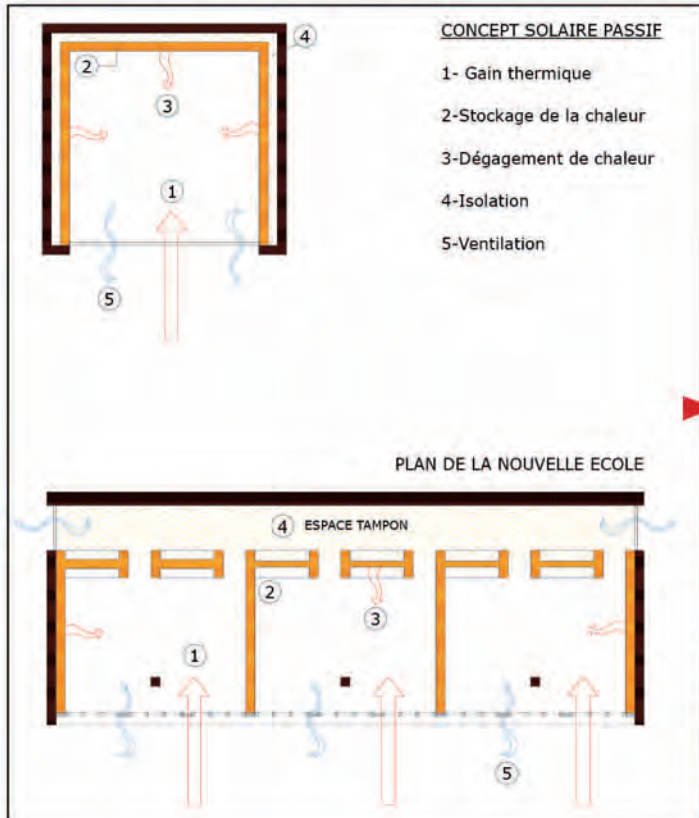 4
2
3
1
5
CONCEPT SOLAIRE PASSIF
1- Gain thermique
2-Stockage de la chaleur
3-Dégagement de chaleur
4-Isolation
5-Ventilation
PLAN DE LA NOUVELLE ECOLE
4 ESPACE TAMPON
2
3
1
5